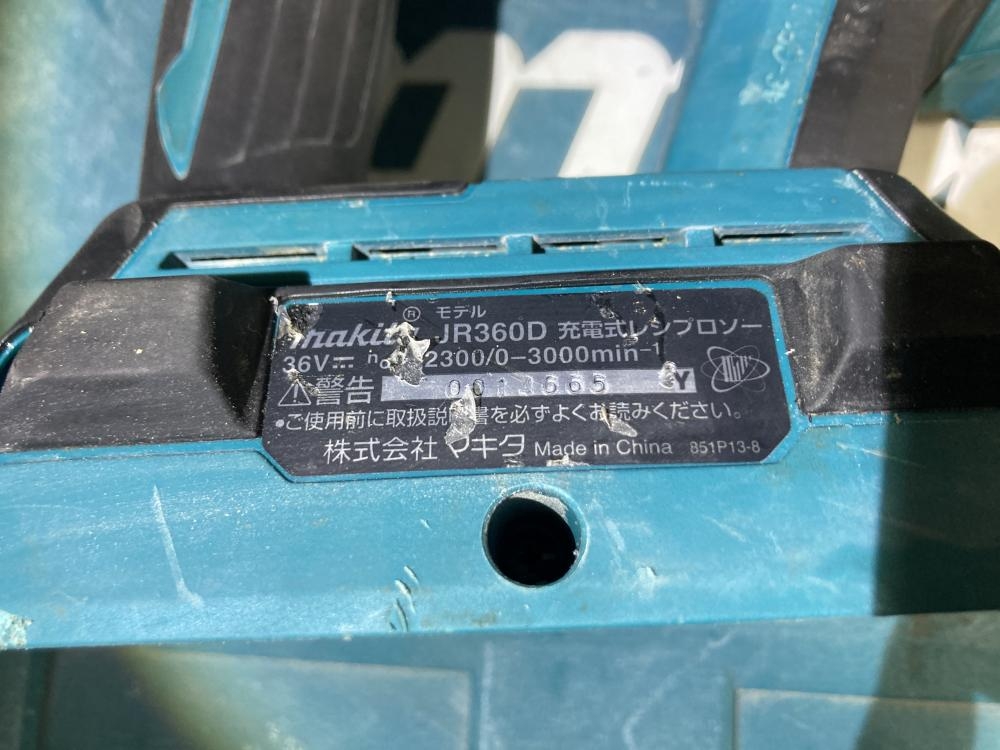 makita® モデル JR360D 充電式レシプロソー
36V⎓ n₀ 2300/0-3000min⁻¹
⚠警告 0013665 Y
●ご使用前に取扱説明書を必ずよくお読みください。
株式会社 マキタ Made in China 851P13-8